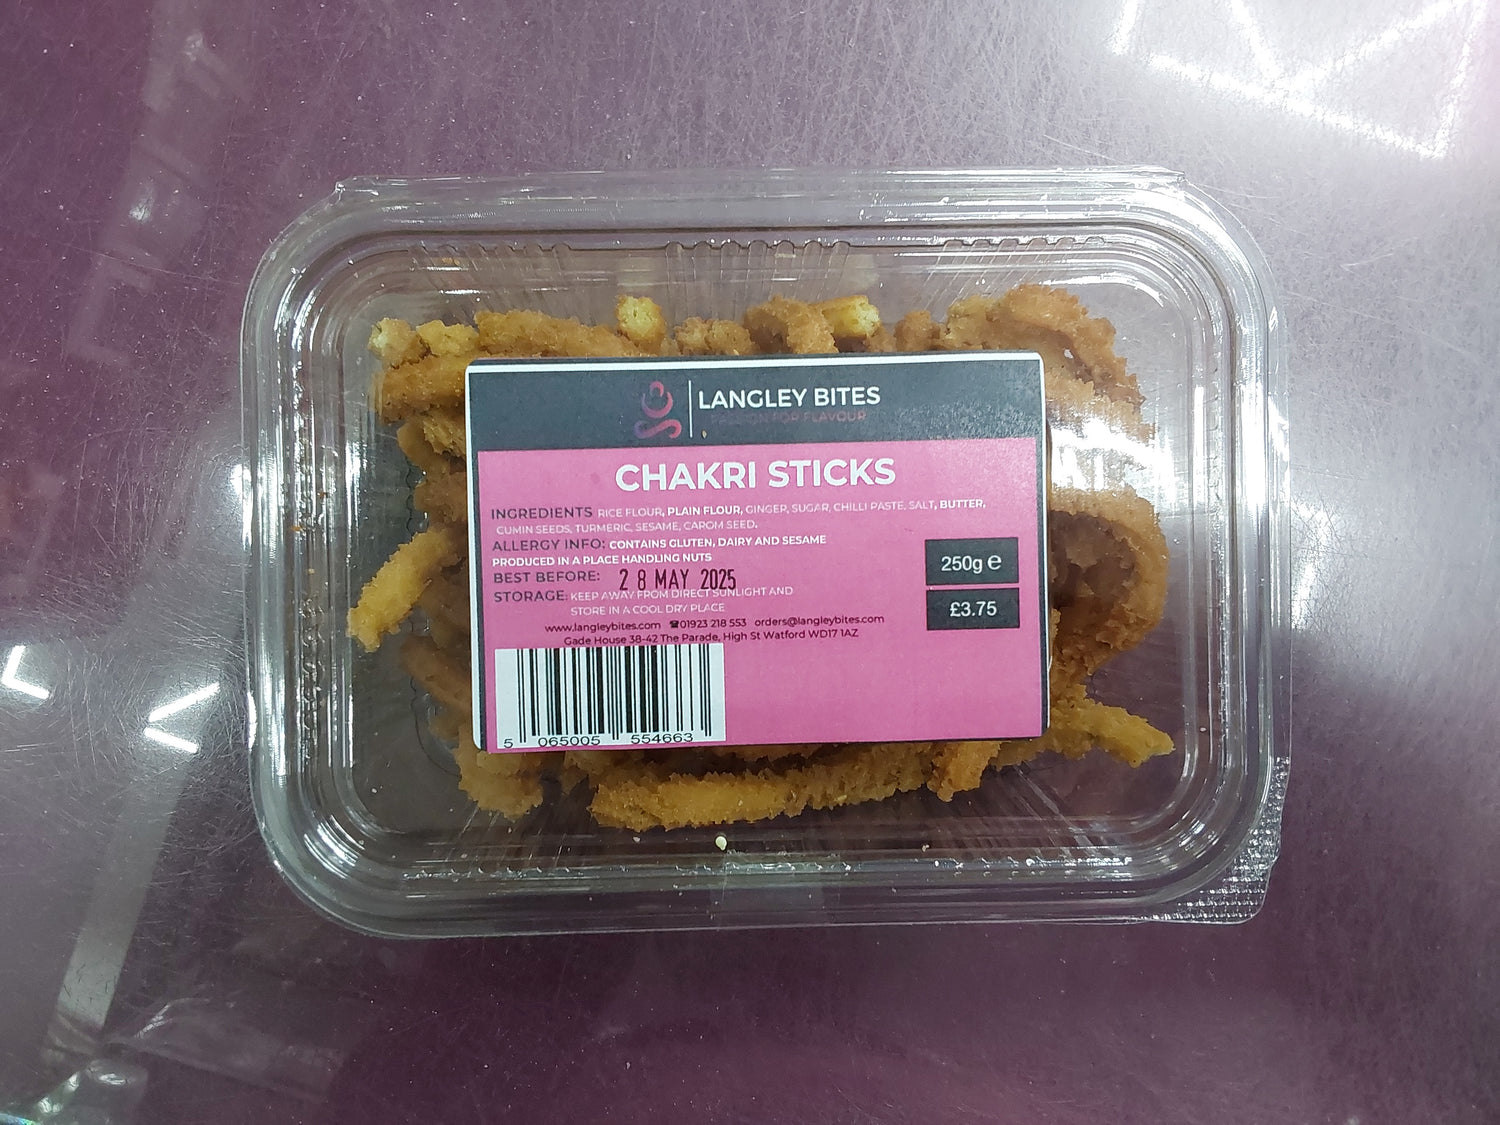 LANGLEY BITES
PASSION FOR FLAVOUR
CHAKRI STICKS
INGREDIENTS RICE FLOUR, PLAIN FLOUR, GINGER, SUGAR, CHILLI PASTE, SALT, BUTTER,
CUMIN SEEDS, TURMERIC, SESAME, CAROM SEED.
ALLERGY INFO: CONTAINS GLUTEN, DAIRY AND SESAME
PRODUCED IN A PLACE HANDLING NUTS
BEST BEFORE: 28 MAY 2025
STORAGE: KEEP AWAY FROM DIRECT SUNLIGHT AND
STORE IN A COOL DRY PLACE
250g e
£3.75
www.langleybites.com ☎01923 218 553 orders@langleybites.com
Gade House 38-42 The Parade, High St Watford WD17 1AZ
5 065005 554663